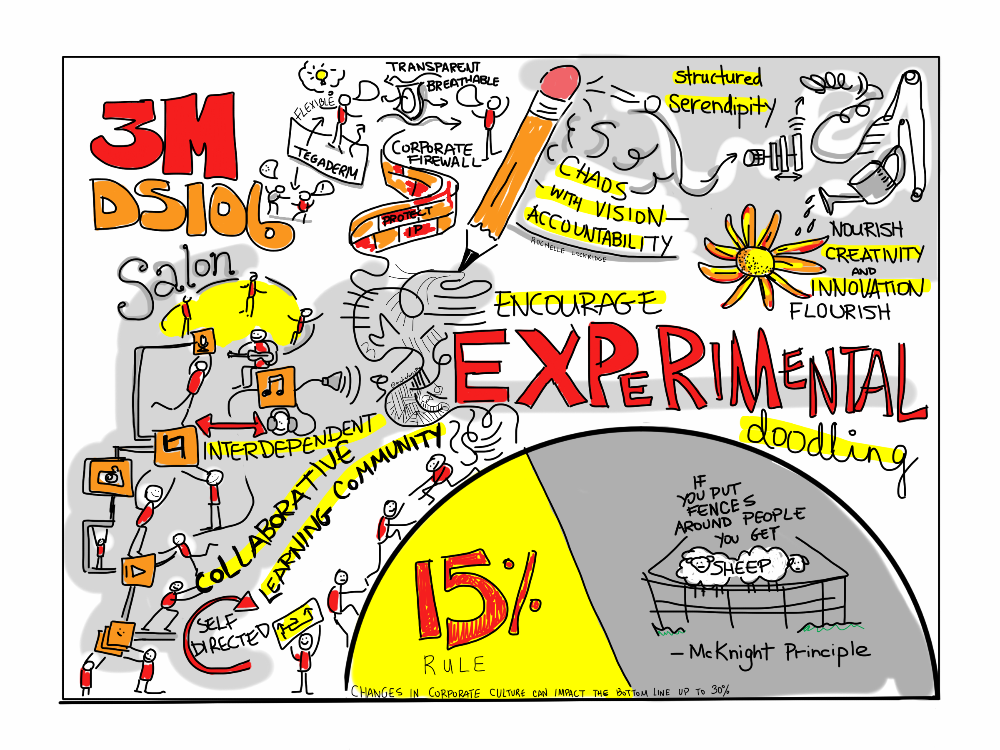 3M
DS106
Salon
FLEXIBLE
TEGADERM
TRANSPARENT
BREATHABLE
CORPORATE
FIREWALL
PROTECT
IP
structured
Serendipity
CHAOS
WITH VISION—
ACCOUNTABILITY
ROCHELLE LOCKRIDGE
NOURISH
CREATIVITY
AND
INNOVATION
FLOURISH
ENCOURAGE
EXPERIMENTAL
doodling
@giuliaforsythe
INTERDEPENDENT
COLLABORATIVE
LEARNING COMMUNITY
SELF
DIRECTED
15%
RULE
IF
YOU PUT
FENCES
AROUND PEOPLE
YOU GET
SHEEP
– McKnight Principle
CHANGES IN CORPORATE CULTURE CAN IMPACT THE BOTTOM LINE UP TO 30%